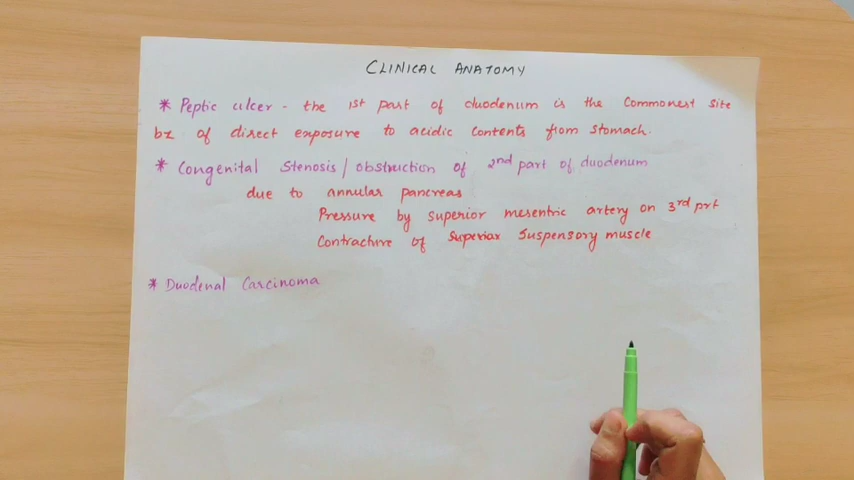 CLINICAL ANATOMY
* Peptic ulcer - the 1st part of duodenum is the Commonest site
bz of direct exposure to acidic contents from stomach.
* Congenital Stenosis/obstruction of 2nd part of duodenum
due to annular pancreas
Pressure by superior mesentric artery on 3rd prt
Contractive of Superior Suspensory muscle
* Duodenal Carcinoma